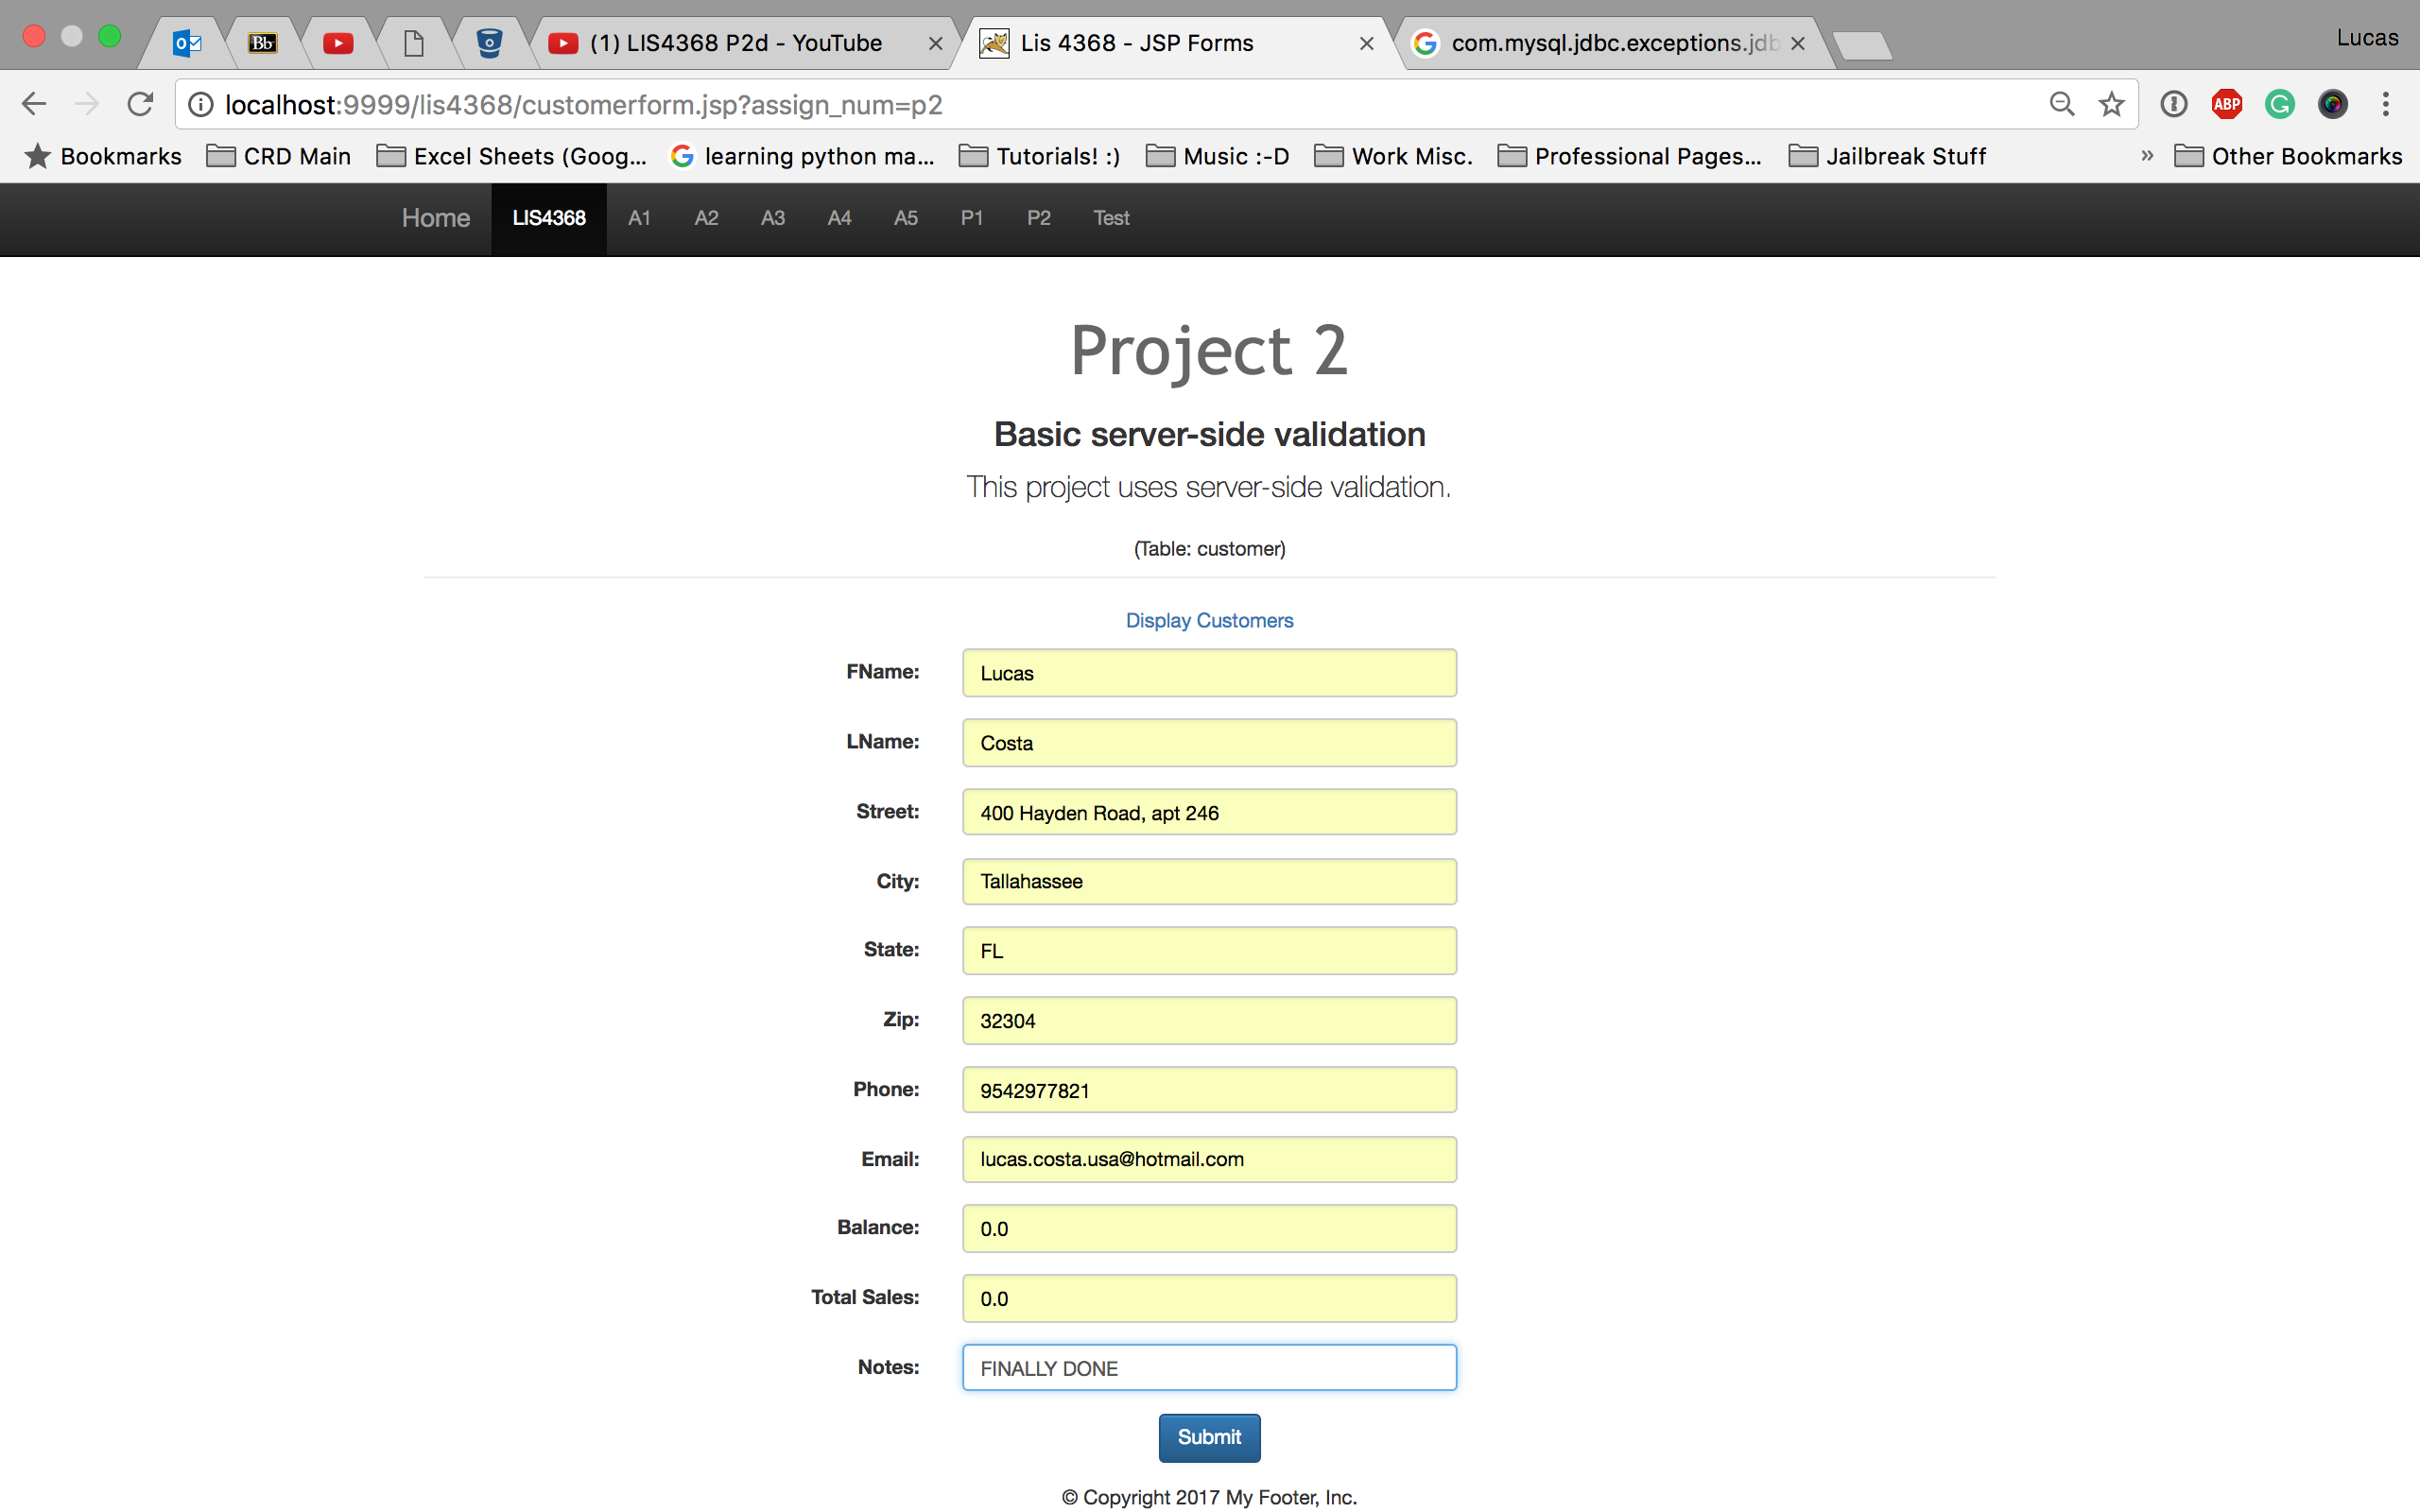 (1) LIS4368 P2d - YouTube
Lis 4368 - JSP Forms
com.mysql.jdbc.exceptions.jdb
Lucas
localhost:9999/lis4368/customerform.jsp?assign_num=p2
ABP
Bookmarks CRD Main Excel Sheets (Goog... learning python ma... Tutorials! :) Music :-D Work Misc. Professional Pages... Jailbreak Stuff » Other Bookmarks
Home LIS4368 A1 A2 A3 A4 A5 P1 P2 Test
Project 2
Basic server-side validation
This project uses server-side validation.
(Table: customer)
Display Customers
FName: Lucas
LName: Costa
Street: 400 Hayden Road, apt 246
City: Tallahassee
State: FL
Zip: 32304
Phone: 9542977821
Email: lucas.costa.usa@hotmail.com
Balance: 0.0
Total Sales: 0.0
Notes: FINALLY DONE
Submit
© Copyright 2017 My Footer, Inc.